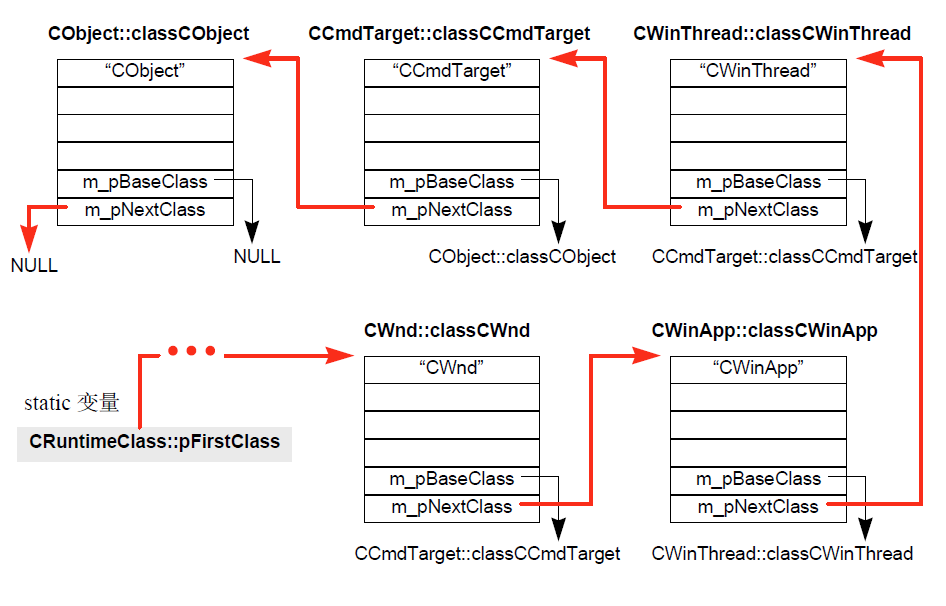 CObject::classCObject
CCmdTarget::classCCmdTarget
CWinThread::classCWinThread
“CObject”
“CCmdTarget”
“CWinThread”
m_pBaseClass
m_pBaseClass
m_pBaseClass
m_pNextClass
m_pNextClass
m_pNextClass
NULL
NULL
CObject::classCObject
CCmdTarget::classCCmdTarget
CWnd::classCWnd
CWinApp::classCWinApp
“CWnd”
“CWinApp”
static 变量
CRuntimeClass::pFirstClass
m_pBaseClass
m_pBaseClass
m_pNextClass
m_pNextClass
CCmdTarget::classCCmdTarget
CWinThread::classCWinThread